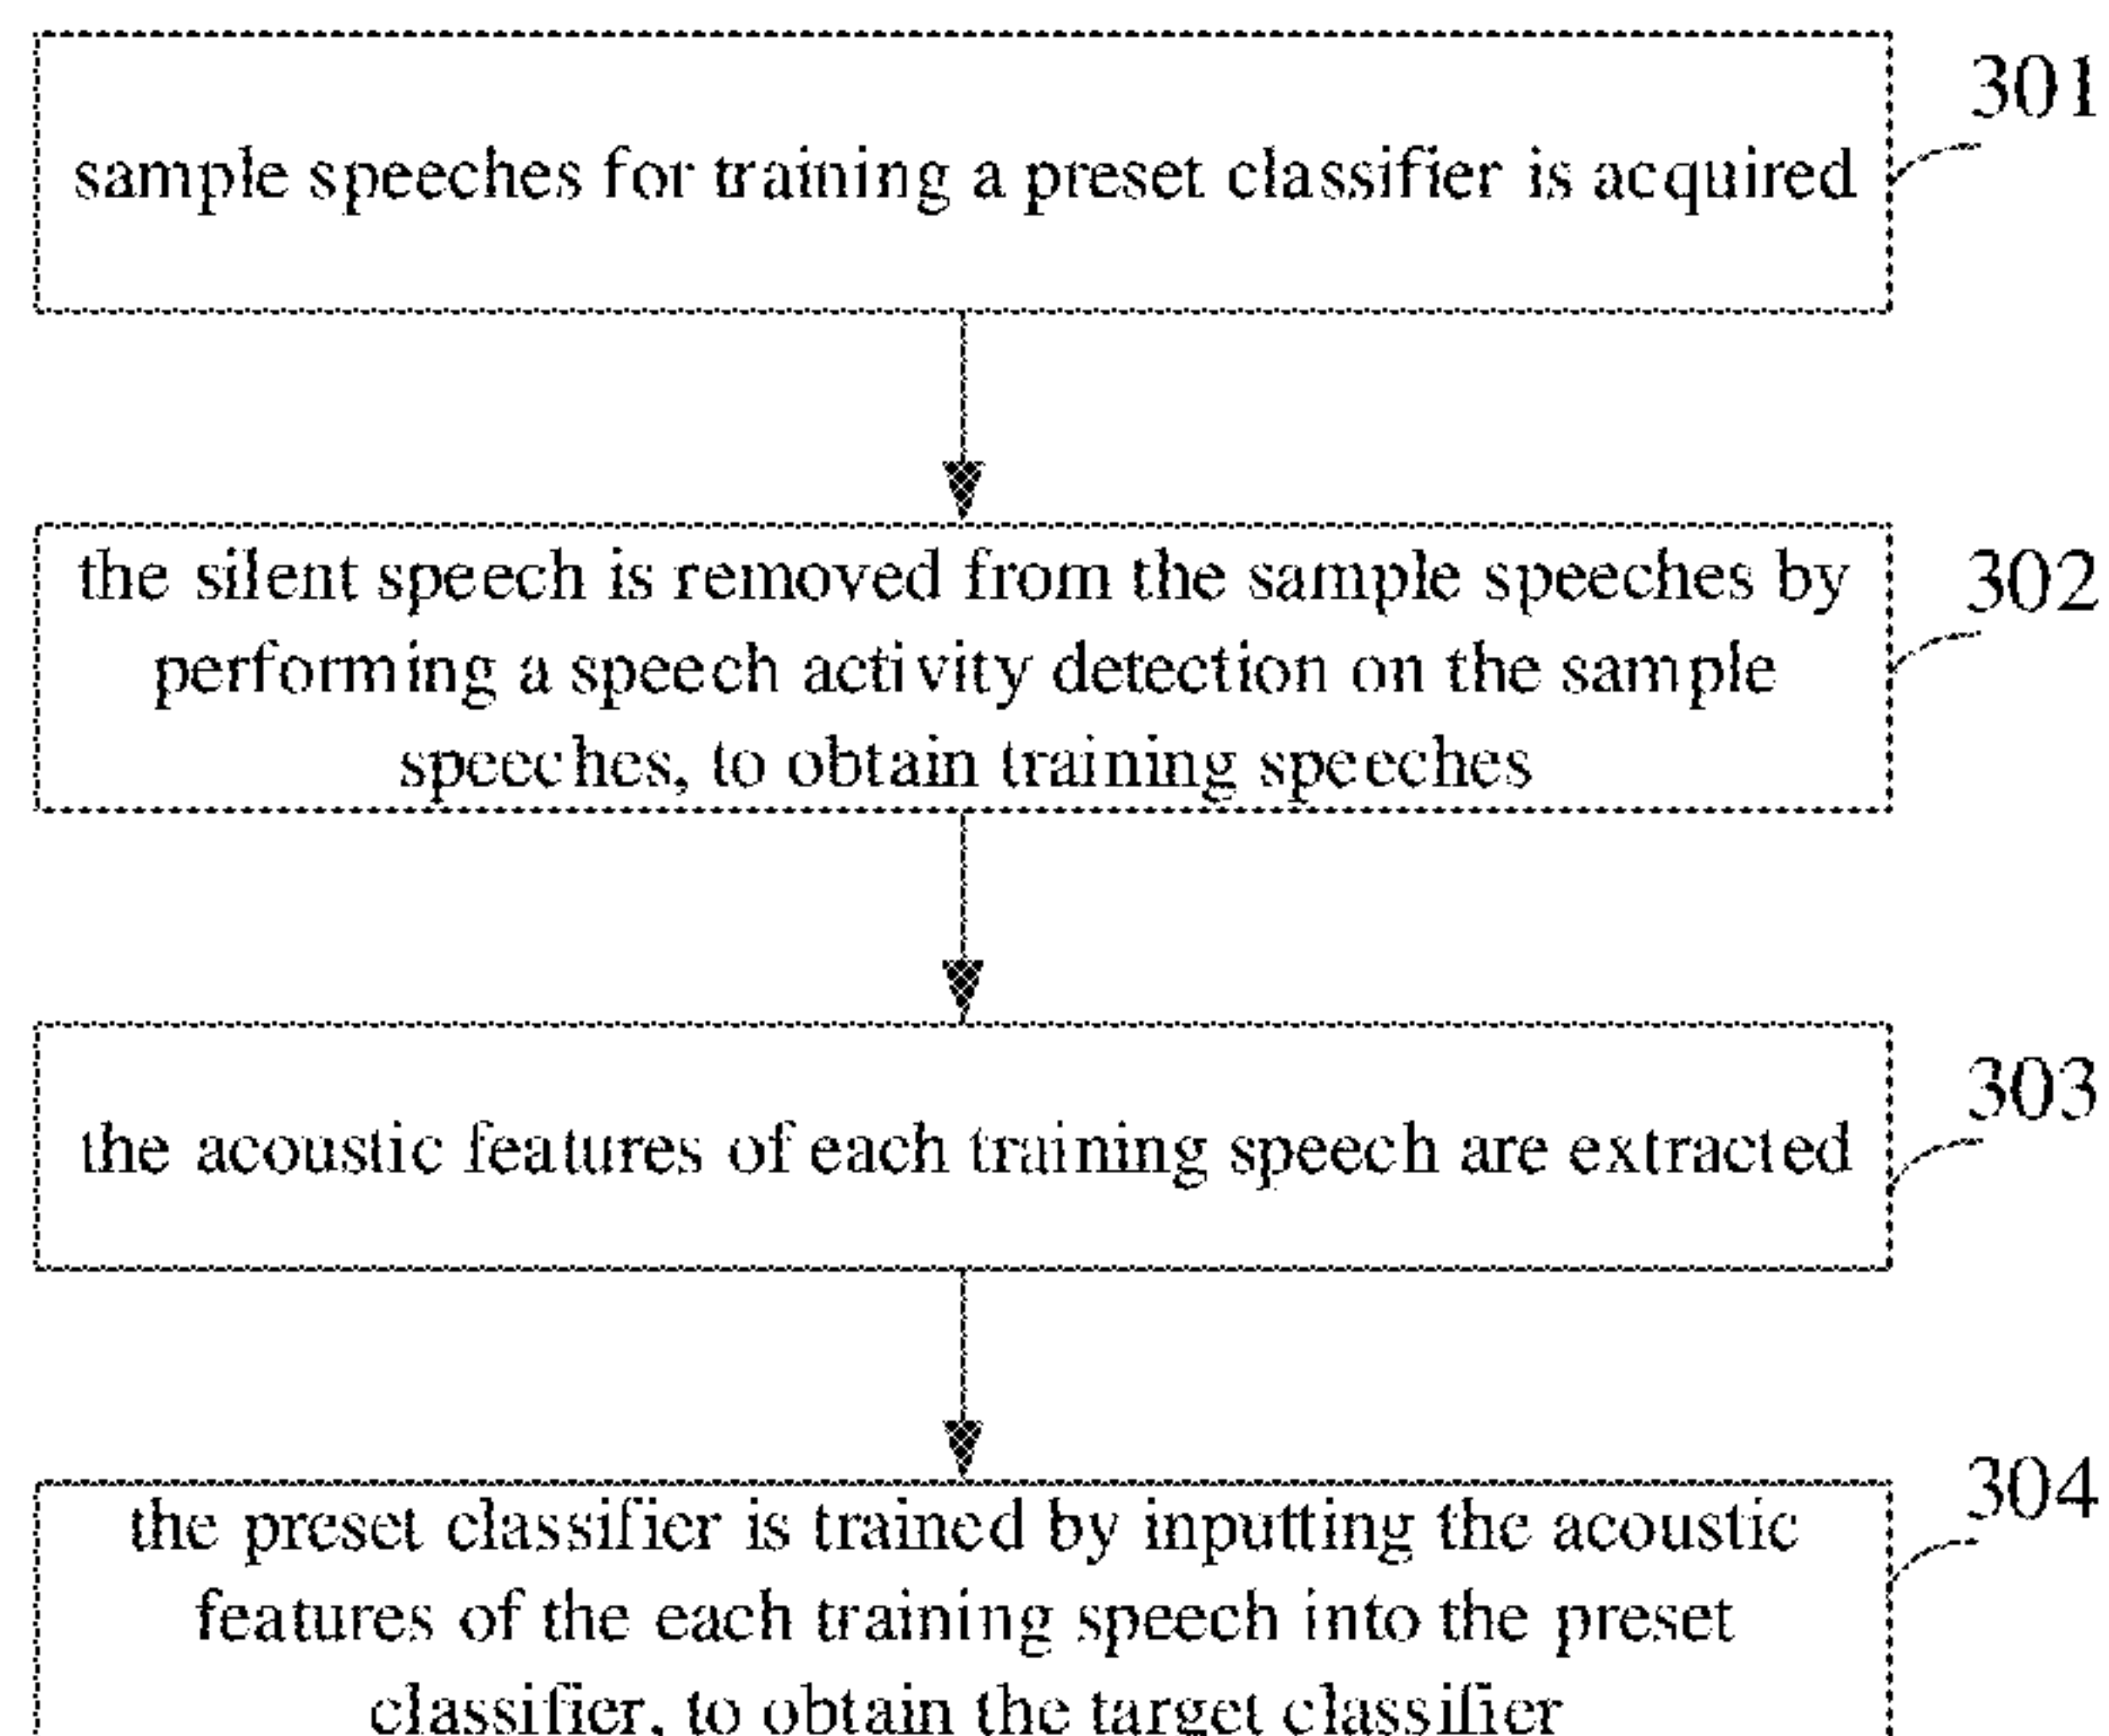 301
sample speeches for training a preset classifier is acquired
302
the silent speech is removed from the sample speeches by
performing a speech activity detection on the sample
speeches, to obtain training speeches
303
the acoustic features of each training speech are extracted
304
the preset classifier is trained by inputting the acoustic
features of the each training speech into the preset
classifier, to obtain the target classifier